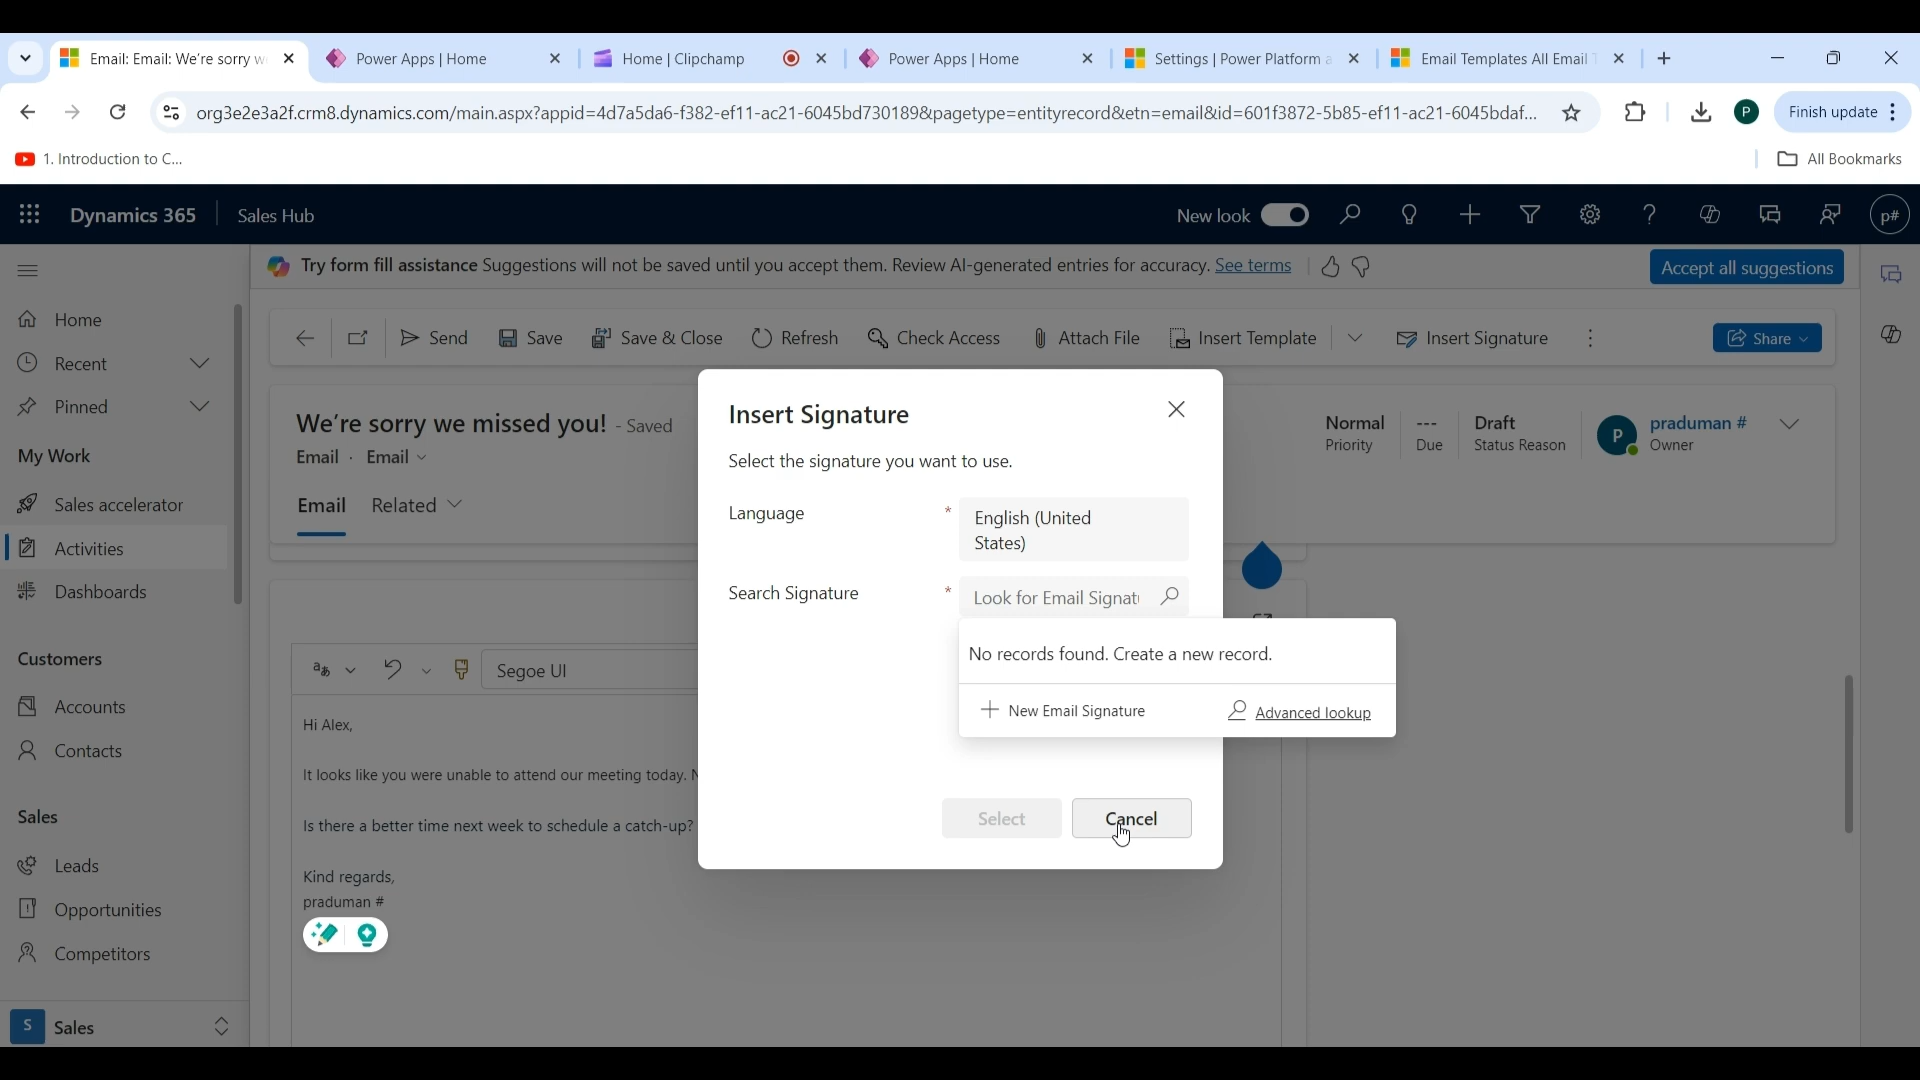 Email: Email: We're sorry w
Power Apps | Home
Home | Clipchamp
Power Apps | Home
Settings | Power Platform a
Email Templates All Email T
org3e2e3a2f.crm8.dynamics.com/main.aspx?appid=4d7a5da6-f382-ef11-ac21-6045bd730189&pagetype=entityrecord&etn=email&id=601f3872-5b85-ef11-ac21-6045bdaf...
P
Finish update
1. Introduction to C...
All Bookmarks
Dynamics 365
Sales Hub
New look
p#
Try form fill assistance Suggestions will not be saved until you accept them. Review AI-generated entries for accuracy. See terms
Accept all suggestions
Home
Recent
Pinned
My Work
Sales accelerator
Activities
Dashboards
Customers
Accounts
Contacts
Sales
Leads
Opportunities
Competitors
S Sales
Send
Save
Save & Close
Refresh
Check Access
Attach File
Insert Template
Insert Signature
Share
We're sorry we missed you! - Saved
Email · Email
Normal
Priority
---
Due
Draft
Status Reason
P
praduman #
Owner
Email
Related
Segoe UI
Hi Alex,
It looks like you were unable to attend our meeting today. N
Is there a better time next week to schedule a catch-up?
Kind regards,
praduman #
Insert Signature
Select the signature you want to use.
Language *
English (United
States)
Search Signature *
Look for Email Signatu
No records found. Create a new record.
New Email Signature
Advanced lookup
Select
Cancel